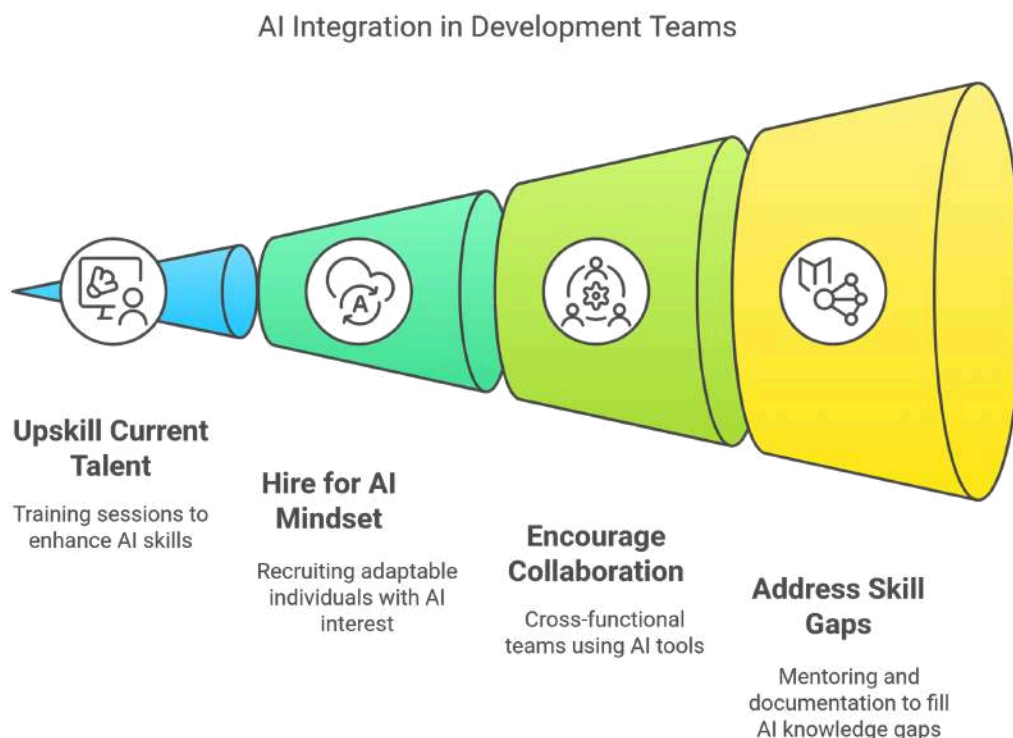 AI Integration in Development Teams
A
Upskill Current
Talent
Training sessions to
enhance AI skills
Hire for AI
Mindset
Recruiting adaptable
individuals with AI
interest
Encourage
Collaboration
Cross-functional
teams using AI tools
Address Skill
Gaps
Mentoring and
documentation to fill
AI knowledge gaps